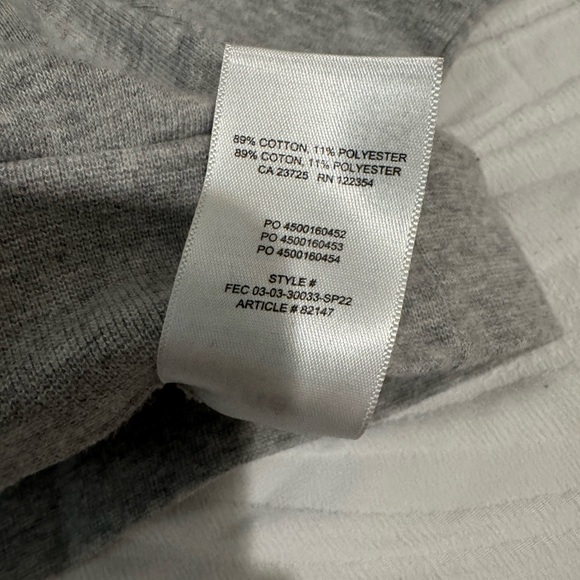 89% COTTON, 11% POLYESTER
89% COTON, 11% POLYESTER
CA 23725 RN 122354
PO 4500160452
PO 4500160453
PO 4500160454
STYLE #
FEC 03-03-30033-SP22
ARTICLE # 82147